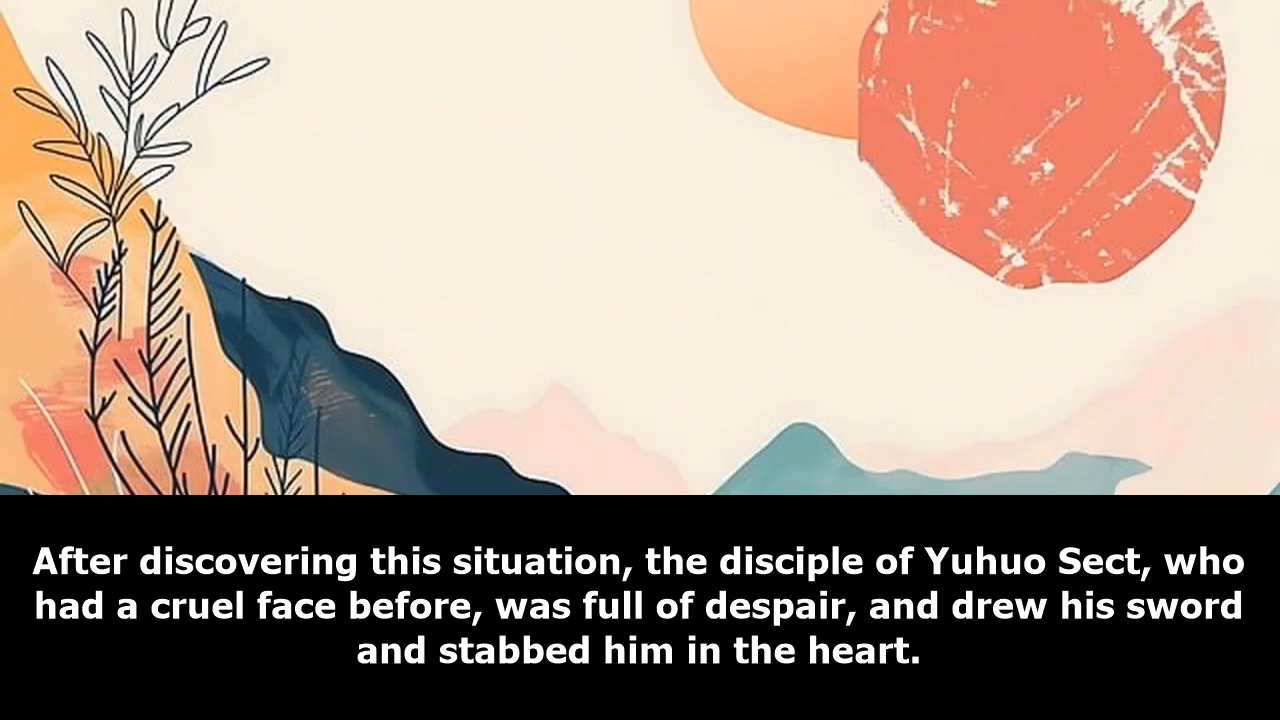 After discovering this situation, the disciple of Yuhuo Sect, who
had a cruel face before, was full of despair, and drew his sword
and stabbed him in the heart.